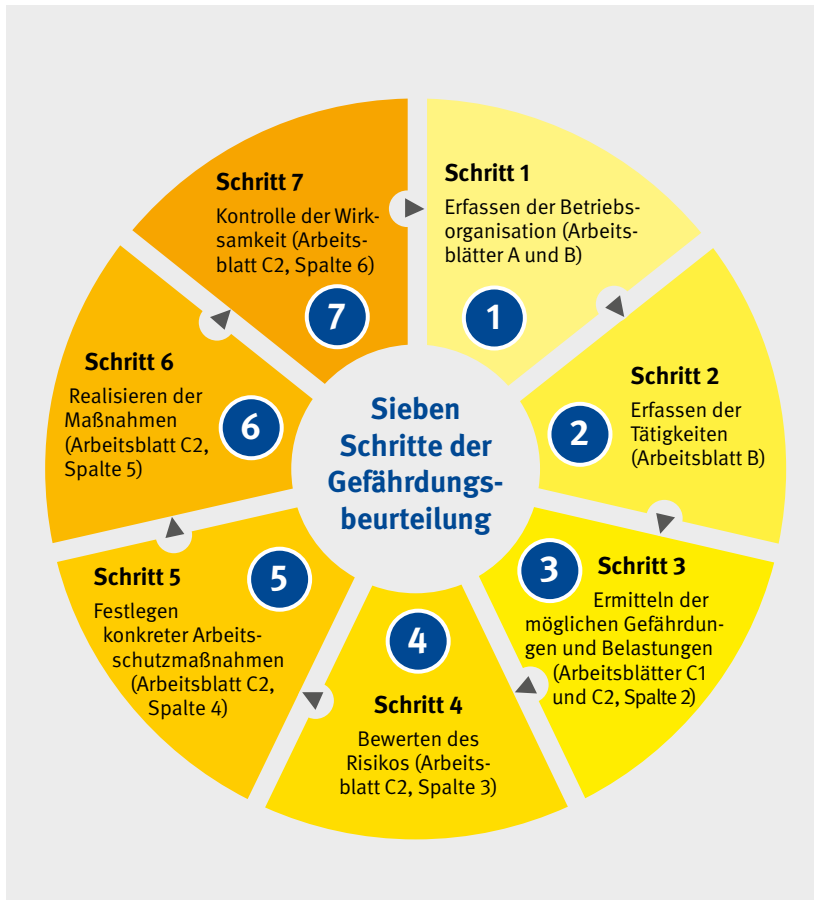 Sieben
Schritte der
Gefährdungs-
beurteilung
Schritt 1
Erfassen der Betriebs-
organisation (Arbeits-
blätter A und B)
1
Schritt 2
Erfassen der
Tätigkeiten
(Arbeitsblatt B)
2
Schritt 3
Ermitteln der
möglichen Gefährdun-
gen und Belastungen
(Arbeitsblätter C1
und C2, Spalte 2)
3
Schritt 4
Bewerten des
Risikos (Arbeits-
blatt C2, Spalte 3)
4
Schritt 5
Festlegen
konkreter Arbeits-
schutzmaßnahmen
(Arbeitsblatt C2,
Spalte 4)
5
Schritt 6
Realisieren der
Maßnahmen
(Arbeitsblatt C2,
Spalte 5)
6
Schritt 7
Kontrolle der Wirk-
samkeit (Arbeits-
blatt C2, Spalte 6)
7